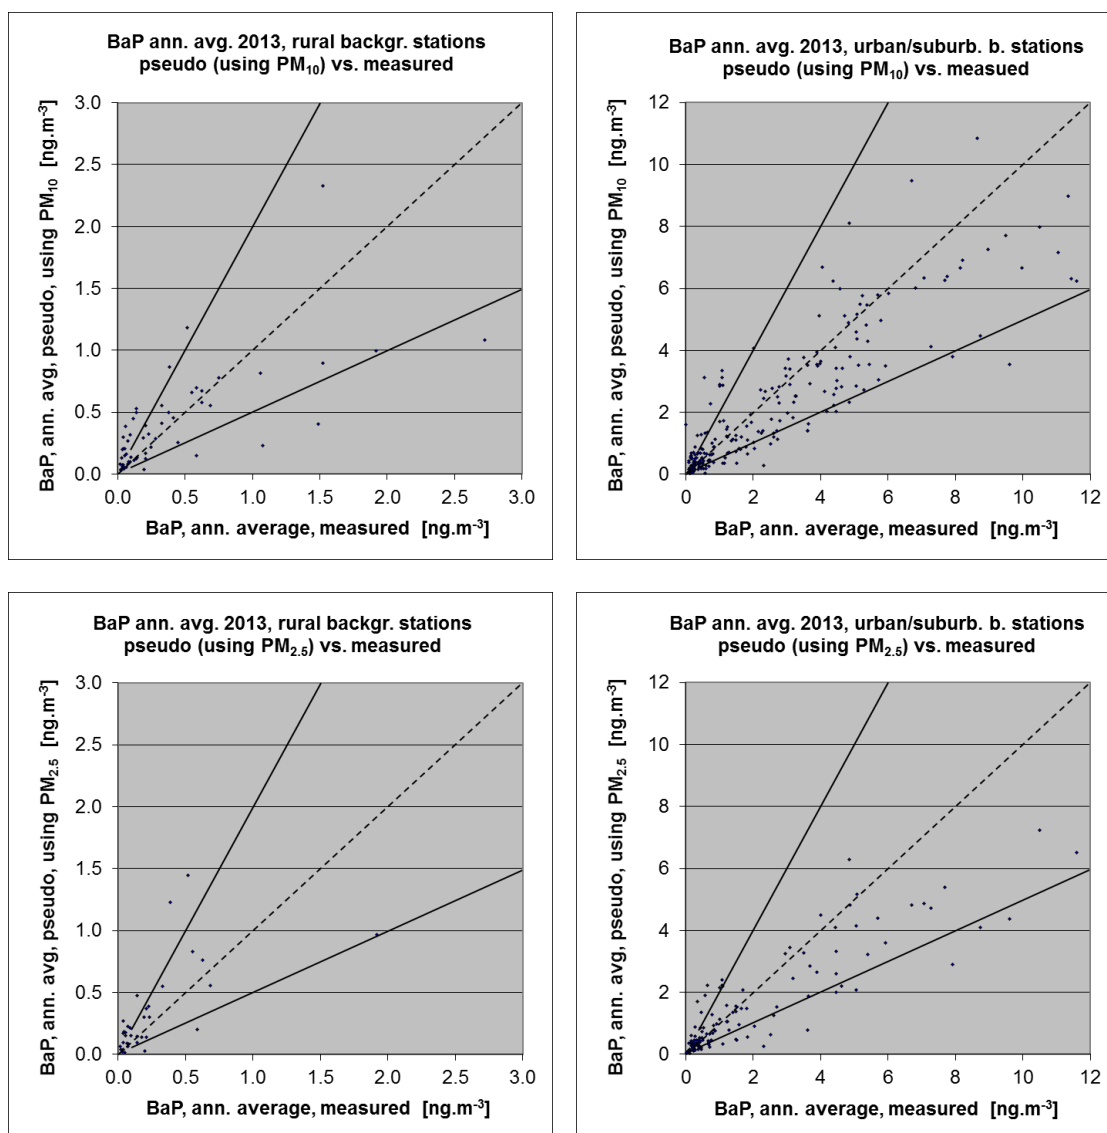 BaP ann. avg. 2013, rural backgr. stations
pseudo (using PM10) vs. measured
BaP, ann. avg, pseudo, using PM10 [ng.m-3]
3.0
2.5
2.0
1.5
1.0
0.5
0.0
0.0 0.5 1.0 1.5 2.0 2.5 3.0
BaP, ann. average, measured [ng.m-3]
BaP ann. avg. 2013, urban/suburb. b. stations
pseudo (using PM10) vs. measued
BaP, ann. avg, pseudo, using PM10 [ng.m-3]
12
10
8
6
4
2
0
0 2 4 6 8 10 12
BaP, ann. average, measured [ng.m-3]
BaP ann. avg. 2013, rural backgr. stations
pseudo (using PM2.5) vs. measured
BaP, ann. avg, pseudo, using PM2.5 [ng.m-3]
3.0
2.5
2.0
1.5
1.0
0.5
0.0
0.0 0.5 1.0 1.5 2.0 2.5 3.0
BaP, ann. average, measured [ng.m-3]
BaP ann. avg. 2013, urban/suburb. b. stations
pseudo (using PM2.5) vs. measured
BaP, ann. avg, pseudo, using PM2.5 [ng.m-3]
12
10
8
6
4
2
0
0 2 4 6 8 10 12
BaP, ann. average, measured [ng.m-3]